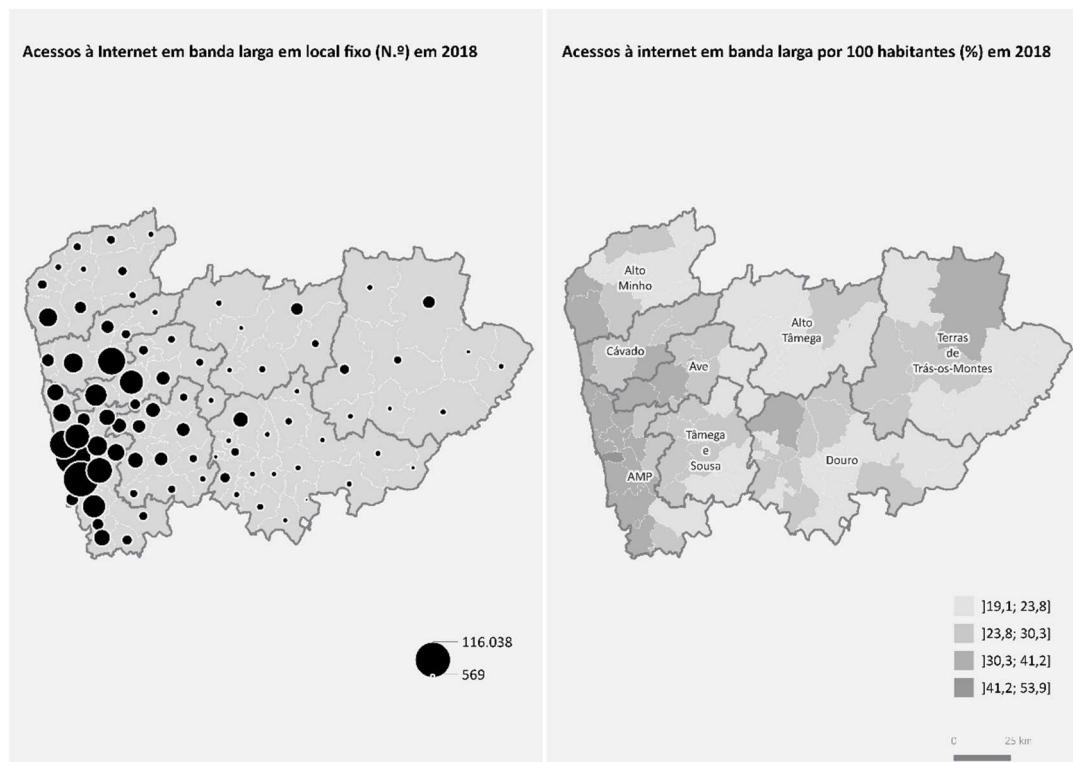 Acessos à Internet em banda larga em local fixo (N.º) em 2018
116.038
569
Acessos à internet em banda larga por 100 habitantes (%) em 2018
Alto
Minho
Cávado
Ave
Alto
Tâmega
Terras
de
Trás-os-Montes
Tâmega
e
Sousa
AMP
Douro
]19,1; 23,8]
]23,8; 30,3]
]30,3; 41,2]
]41,2; 53,9]
0 25 km